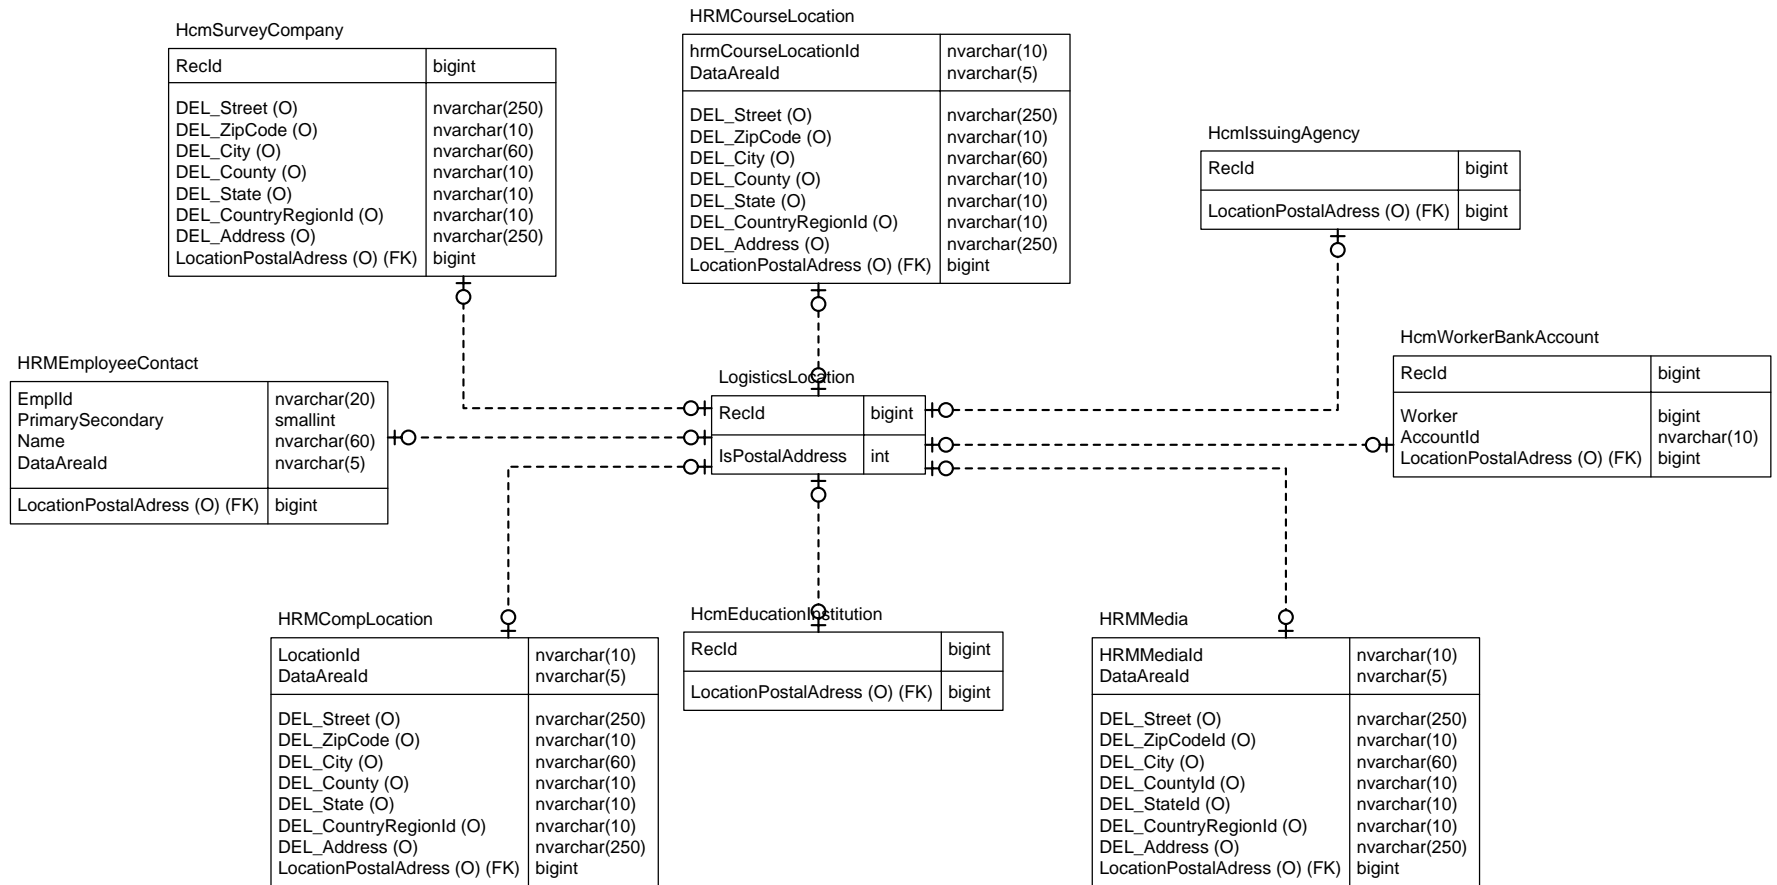 HcmSurveyCompany
RecId bigint
DEL_Street (O) nvarchar(250)
DEL_ZipCode (O) nvarchar(10)
DEL_City (O) nvarchar(60)
DEL_County (O) nvarchar(10)
DEL_State (O) nvarchar(10)
DEL_CountryRegionId (O) nvarchar(10)
DEL_Address (O) nvarchar(250)
LocationPostalAdress (O) (FK) bigint
HRMCourseLocation
hrmCourseLocationId nvarchar(10)
DataAreaId nvarchar(5)
DEL_Street (O) nvarchar(250)
DEL_ZipCode (O) nvarchar(10)
DEL_City (O) nvarchar(60)
DEL_County (O) nvarchar(10)
DEL_State (O) nvarchar(10)
DEL_CountryRegionId (O) nvarchar(10)
DEL_Address (O) nvarchar(250)
LocationPostalAdress (O) (FK) bigint
HcmIssuingAgency
RecId bigint
LocationPostalAdress (O) (FK) bigint
HRMEmployeeContact
EmplId nvarchar(20)
PrimarySecondary smallint
Name nvarchar(60)
DataAreaId nvarchar(5)
LocationPostalAdress (O) (FK) bigint
LogisticsLocation
RecId bigint
IsPostalAddress int
HcmWorkerBankAccount
RecId bigint
Worker bigint
AccountId nvarchar(10)
LocationPostalAdress (O) (FK) bigint
HRMCompLocation
LocationId nvarchar(10)
DataAreaId nvarchar(5)
DEL_Street (O) nvarchar(250)
DEL_ZipCode (O) nvarchar(10)
DEL_City (O) nvarchar(60)
DEL_County (O) nvarchar(10)
DEL_State (O) nvarchar(10)
DEL_CountryRegionId (O) nvarchar(10)
DEL_Address (O) nvarchar(250)
LocationPostalAdress (O) (FK) bigint
HcmEducationInstitution
RecId bigint
LocationPostalAdress (O) (FK) bigint
HRMMedia
HRMMediaId nvarchar(10)
DataAreaId nvarchar(5)
DEL_Street (O) nvarchar(250)
DEL_ZipCodeId (O) nvarchar(10)
DEL_City (O) nvarchar(60)
DEL_CountyId (O) nvarchar(10)
DEL_StateId (O) nvarchar(10)
DEL_CountryRegionId (O) nvarchar(10)
DEL_Address (O) nvarchar(250)
LocationPostalAdress (O) (FK) bigint